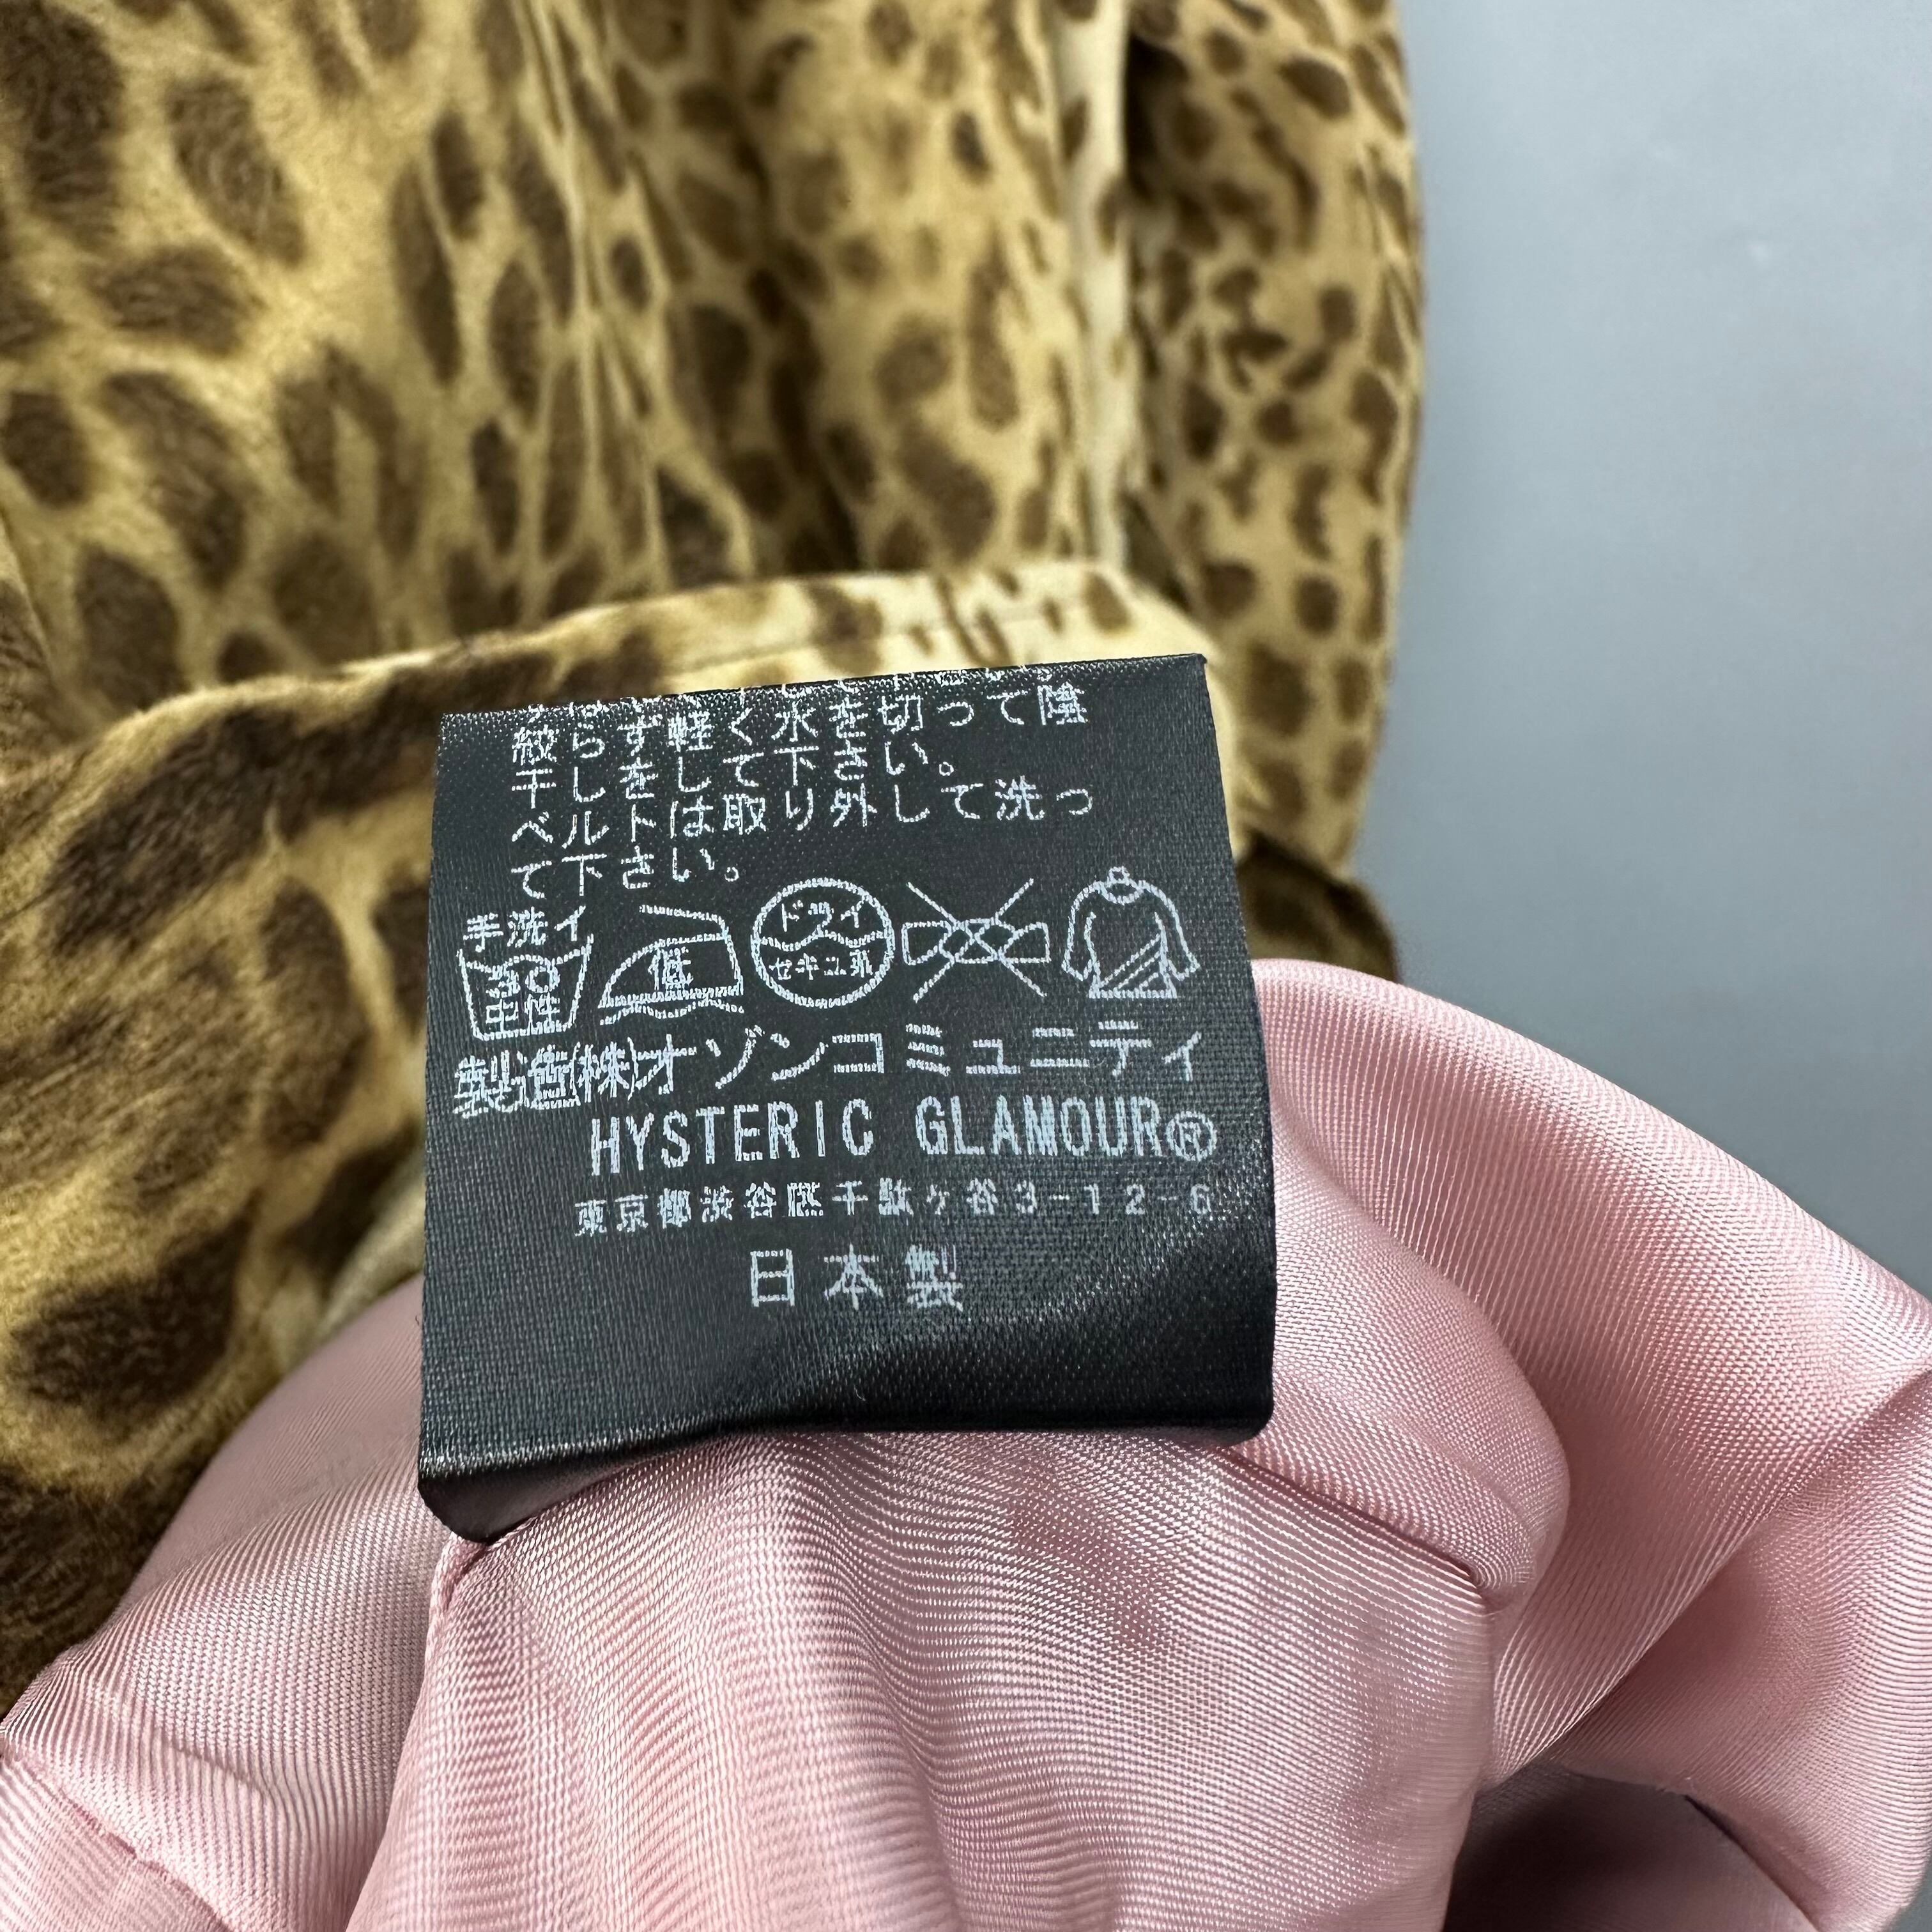 絞らず軽く水を切って陰
干しをして下さい。
ベルトは取り外して洗っ
て下さい。
手洗イ
30
中性
低
ドライ
セキユ系
製造(株)オゾンコミュニティ
HYSTERIC GLAMOUR®
東京都渋谷区千駄ヶ谷3-12-6
日本製